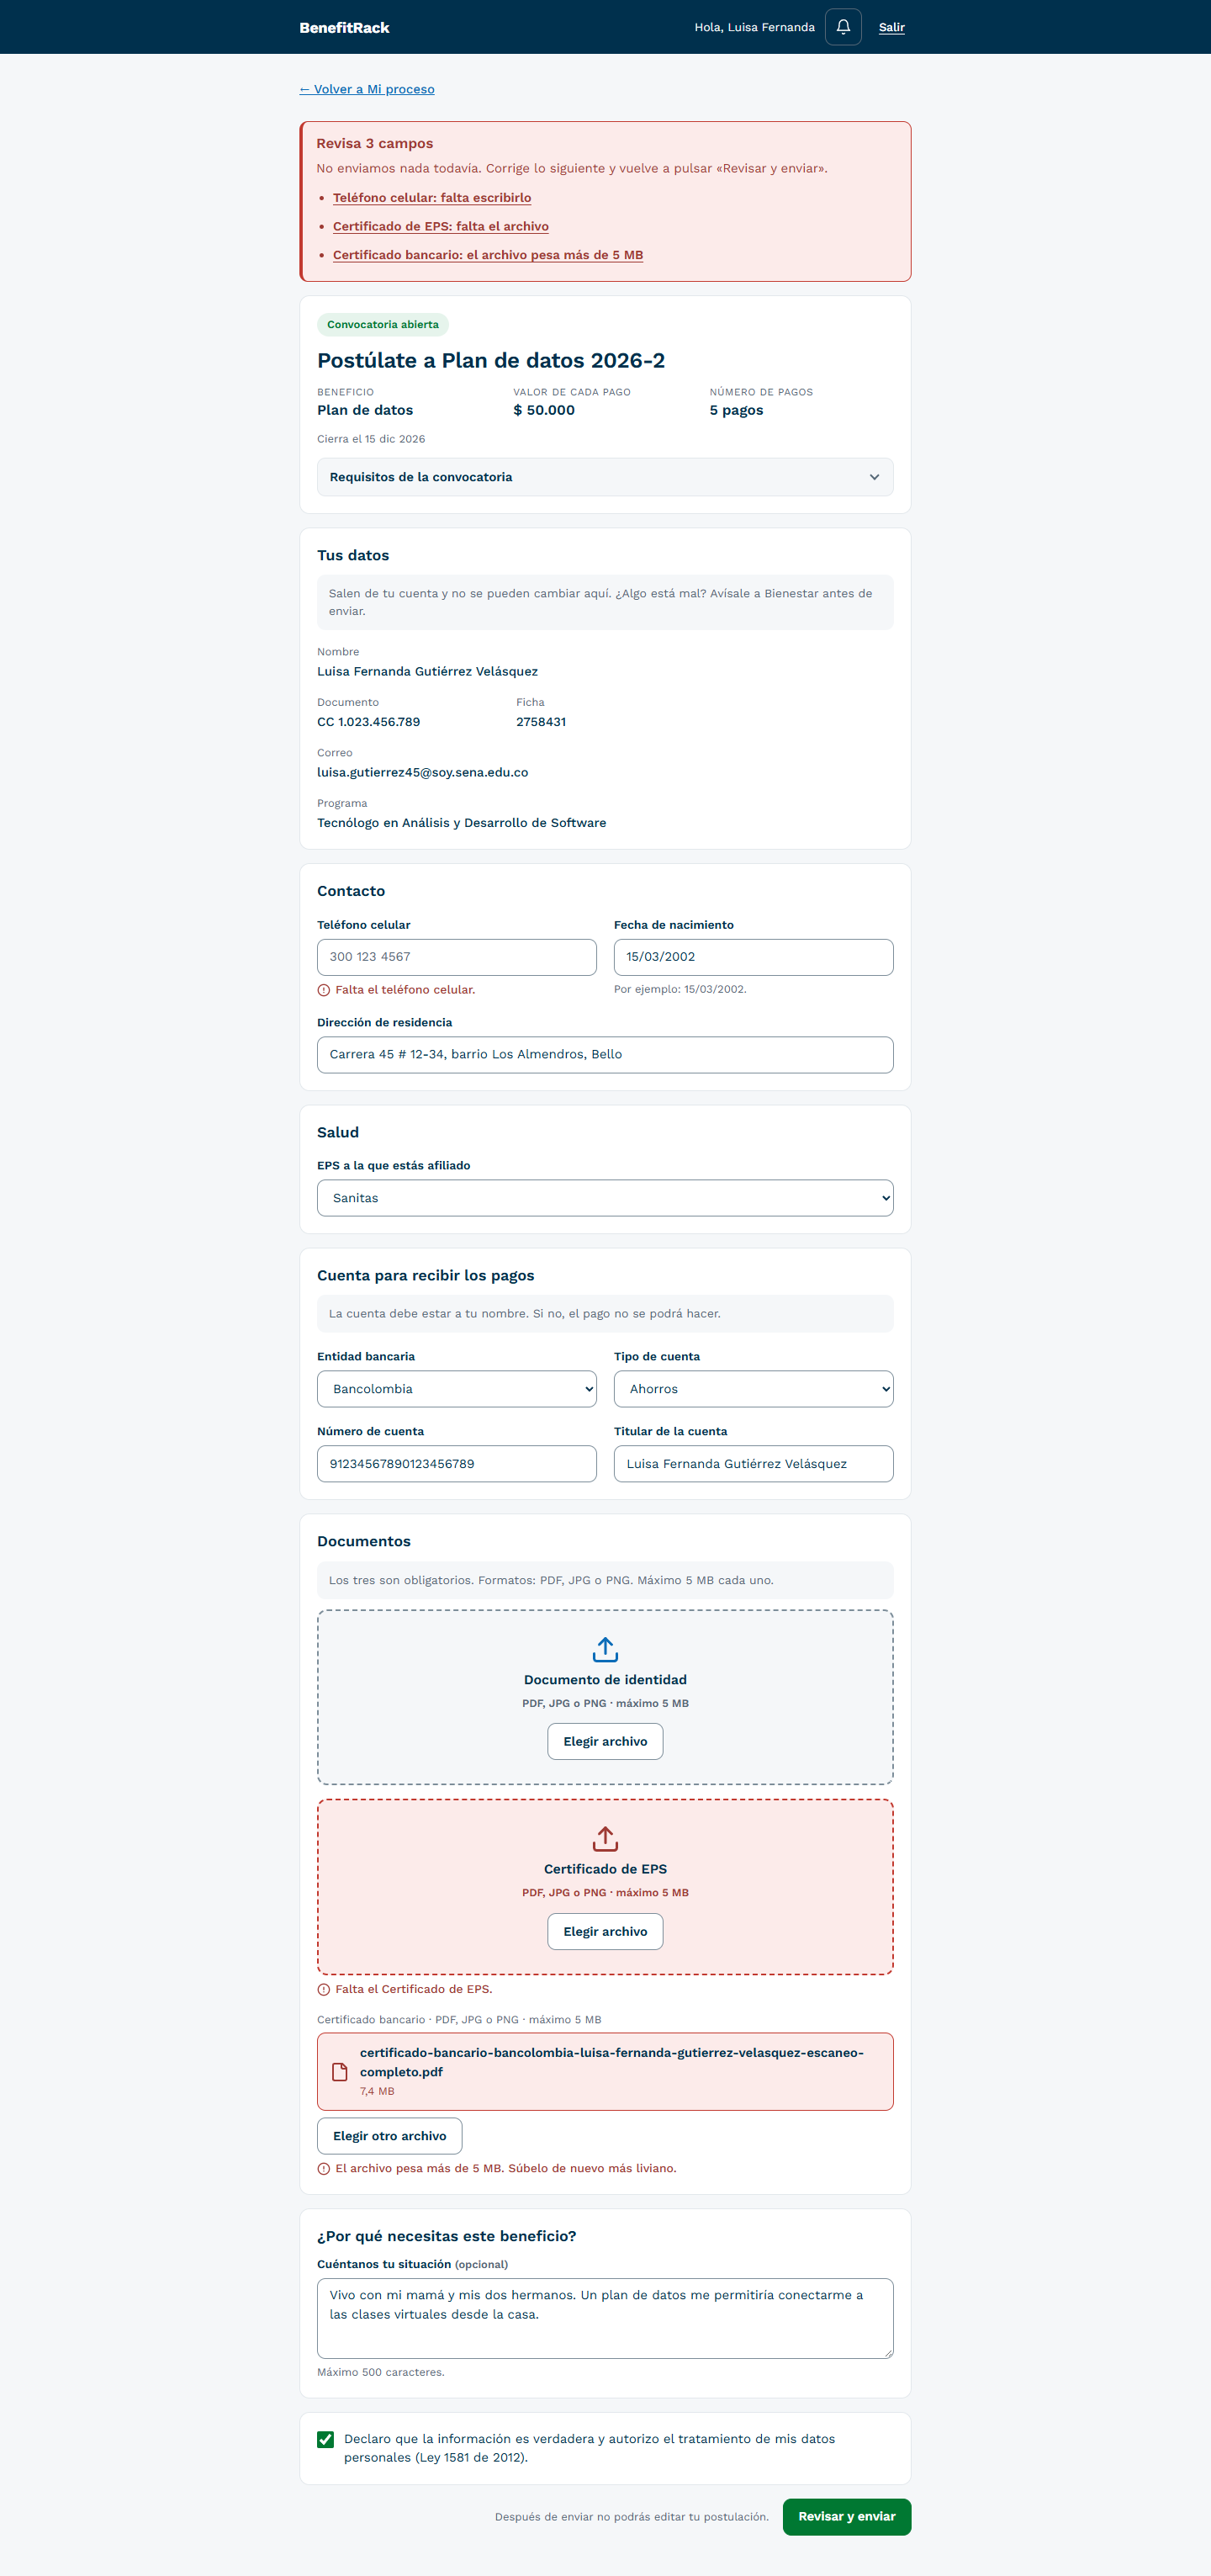 BenefitRack
Hola, Luisa Fernanda
Salir
← Volver a Mi proceso
Revisa 3 campos
No enviamos nada todavía. Corrige lo siguiente y vuelve a pulsar «Revisar y enviar».
• Teléfono celular: falta escribirlo
• Certificado de EPS: falta el archivo
• Certificado bancario: el archivo pesa más de 5 MB
Convocatoria abierta
Postúlate a Plan de datos 2026-2
BENEFICIO
Plan de datos
VALOR DE CADA PAGO
$ 50.000
NÚMERO DE PAGOS
5 pagos
Cierra el 15 dic 2026
Requisitos de la convocatoria
Tus datos
Salen de tu cuenta y no se pueden cambiar aquí. ¿Algo está mal? Avísale a Bienestar antes de
enviar.
Nombre
Luisa Fernanda Gutiérrez Velásquez
Documento
CC 1.023.456.789
Ficha
2758431
Correo
luisa.gutierrez45@soy.sena.edu.co
Programa
Tecnólogo en Análisis y Desarrollo de Software
Contacto
Teléfono celular
300 123 4567
Falta el teléfono celular.
Fecha de nacimiento
15/03/2002
Por ejemplo: 15/03/2002.
Dirección de residencia
Carrera 45 # 12-34, barrio Los Almendros, Bello
Salud
EPS a la que estás afiliado
Sanitas
Cuenta para recibir los pagos
La cuenta debe estar a tu nombre. Si no, el pago no se podrá hacer.
Entidad bancaria
Bancolombia
Tipo de cuenta
Ahorros
Número de cuenta
91234567890123456789
Titular de la cuenta
Luisa Fernanda Gutiérrez Velásquez
Documentos
Los tres son obligatorios. Formatos: PDF, JPG o PNG. Máximo 5 MB cada uno.
Documento de identidad
PDF, JPG o PNG · máximo 5 MB
Elegir archivo
Certificado de EPS
PDF, JPG o PNG · máximo 5 MB
Elegir archivo
Falta el Certificado de EPS.
Certificado bancario · PDF, JPG o PNG · máximo 5 MB
certificado-bancario-bancolombia-luisa-fernanda-gutierrez-velasquez-escaneo-
completo.pdf
7,4 MB
Elegir otro archivo
El archivo pesa más de 5 MB. Súbelo de nuevo más liviano.
¿Por qué necesitas este beneficio?
Cuéntanos tu situación (opcional)
Vivo con mi mamá y mis dos hermanos. Un plan de datos me permitiría conectarme a
las clases virtuales desde la casa.
Máximo 500 caracteres.
Declaro que la información es verdadera y autorizo el tratamiento de mis datos
personales (Ley 1581 de 2012).
Después de enviar no podrás editar tu postulación.
Revisar y enviar